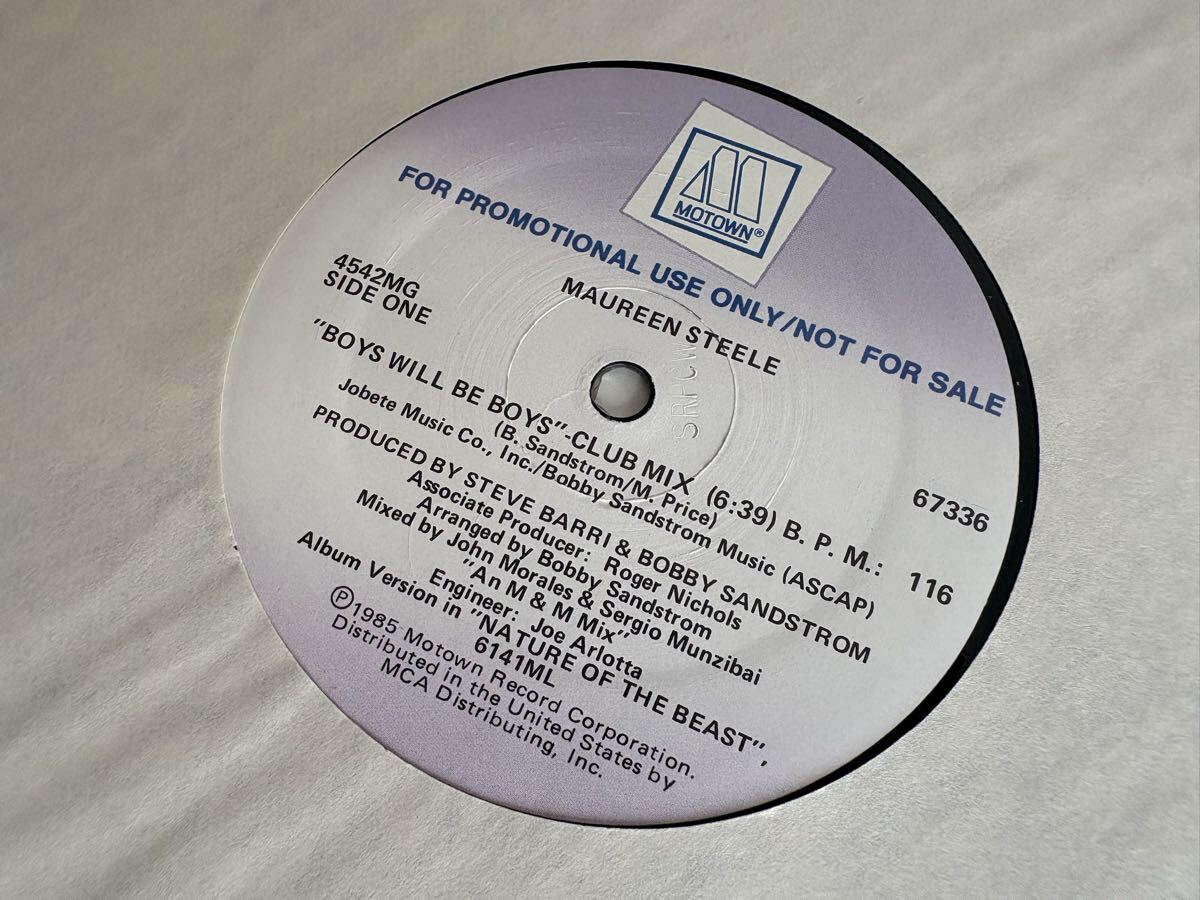 MOTOWN®
FOR PROMOTIONAL USE ONLY/NOT FOR SALE
MAUREEN STEELE
4542MG
SIDE ONE
67336
"BOYS WILL BE BOYS"-CLUB MIX (6:39) B. P. M.: 116
(B. Sandstrom/M. Price)
Jobete Music Co., Inc./Bobby Sandstrom Music (ASCAP)
PRODUCED BY STEVE BARRI & BOBBY SANDSTROM
Associate Producer: Roger Nichols
Arranged by Bobby Sandstrom
Mixed by John Morales & Sergio Munzibai
"An M & M Mix"
Engineer: Joe Arlotta
Album Version in "NATURE OF THE BEAST",
6141ML
℗1985 Motown Record Corporation.
Distributed in the United States by
MCA Distributing, Inc.